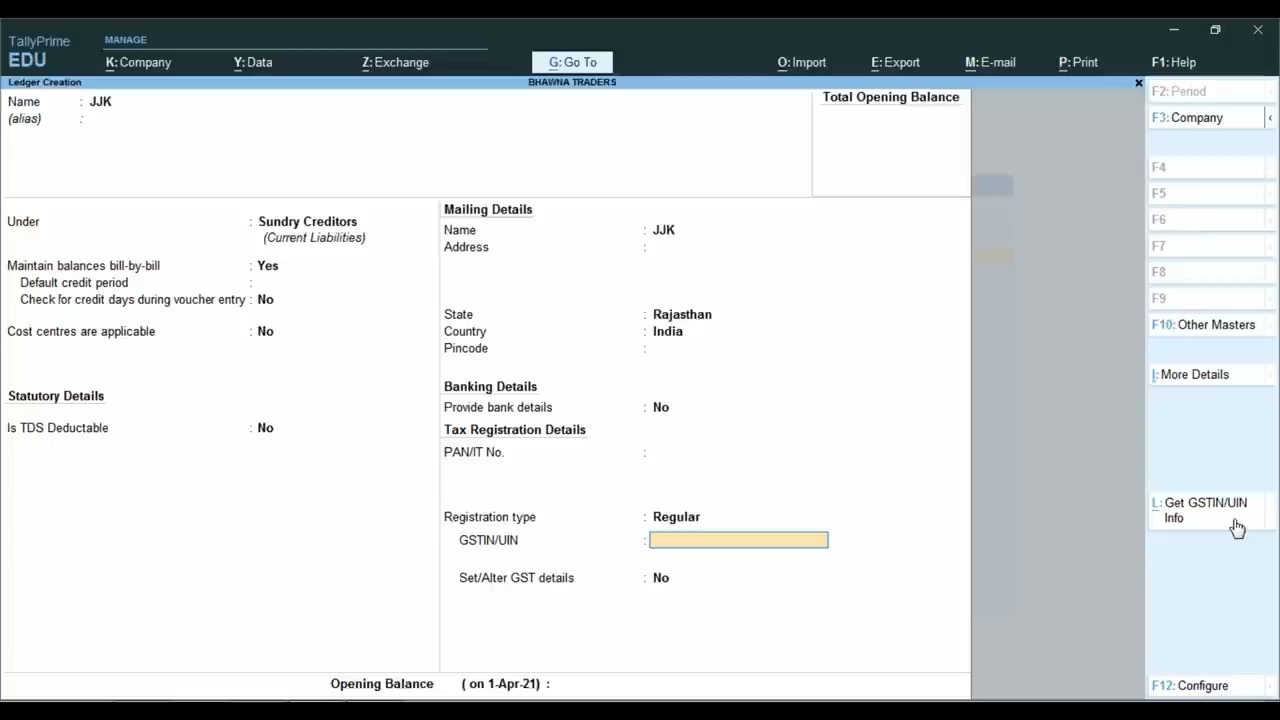 TallyPrime
EDU
MANAGE
K: Company
Y: Data
Z: Exchange
G: Go To
O: Import
E: Export
M: E-mail
P: Print
F1: Help
Ledger Creation
BHAWNA TRADERS
×
Name : JJK
(alias) :
Total Opening Balance
Under : Sundry Creditors
(Current Liabilities)
Maintain balances bill-by-bill : Yes
Default credit period :
Check for credit days during voucher entry : No
Cost centres are applicable : No
Statutory Details
Is TDS Deductable : No
Mailing Details
Name : JJK
Address :
State : Rajasthan
Country : India
Pincode :
Banking Details
Provide bank details : No
Tax Registration Details
PAN/IT No. :
Registration type : Regular
GSTIN/UIN :
Set/Alter GST details : No
Opening Balance ( on 1-Apr-21) :
F2: Period
F3: Company
F4
F5
F6
F7
F8
F9
F10: Other Masters
I: More Details
L: Get GSTIN/UIN
Info
F12: Configure